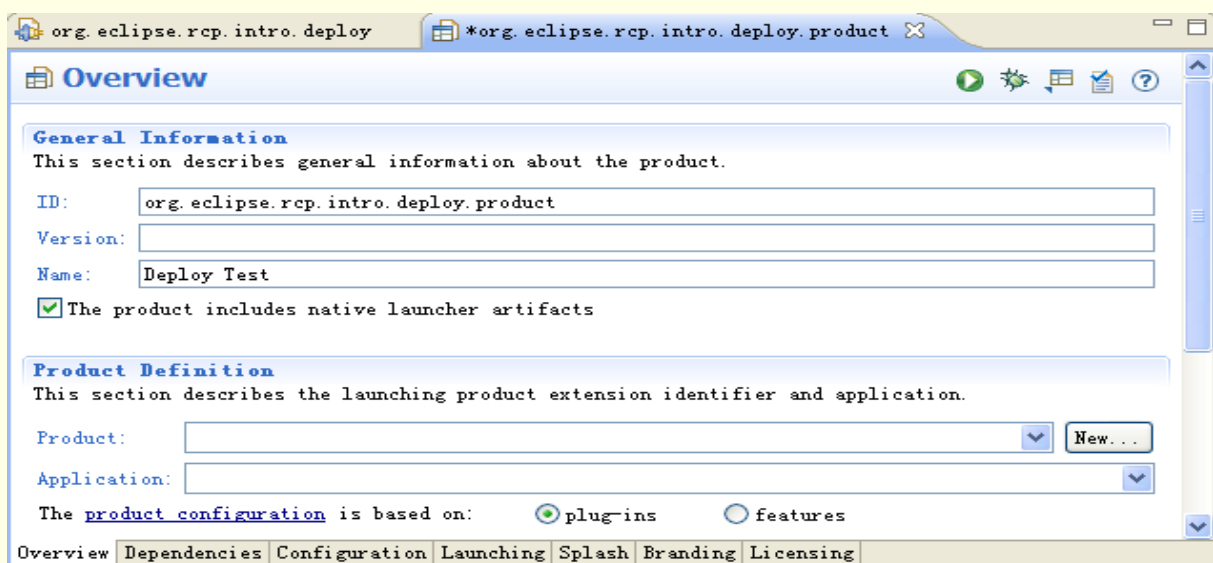 org.eclipse.rcp.intro.deploy *org.eclipse.rcp.intro.deploy.product
Overview
General Information
This section describes general information about the product.
ID: org.eclipse.rcp.intro.deploy.product
Version:
Name: Deploy Test
The product includes native launcher artifacts
Product Definition
This section describes the launching product extension identifier and application.
Product: New...
Application:
The product configuration is based on: plug-ins features
Overview Dependencies Configuration Launching Splash Branding Licensing